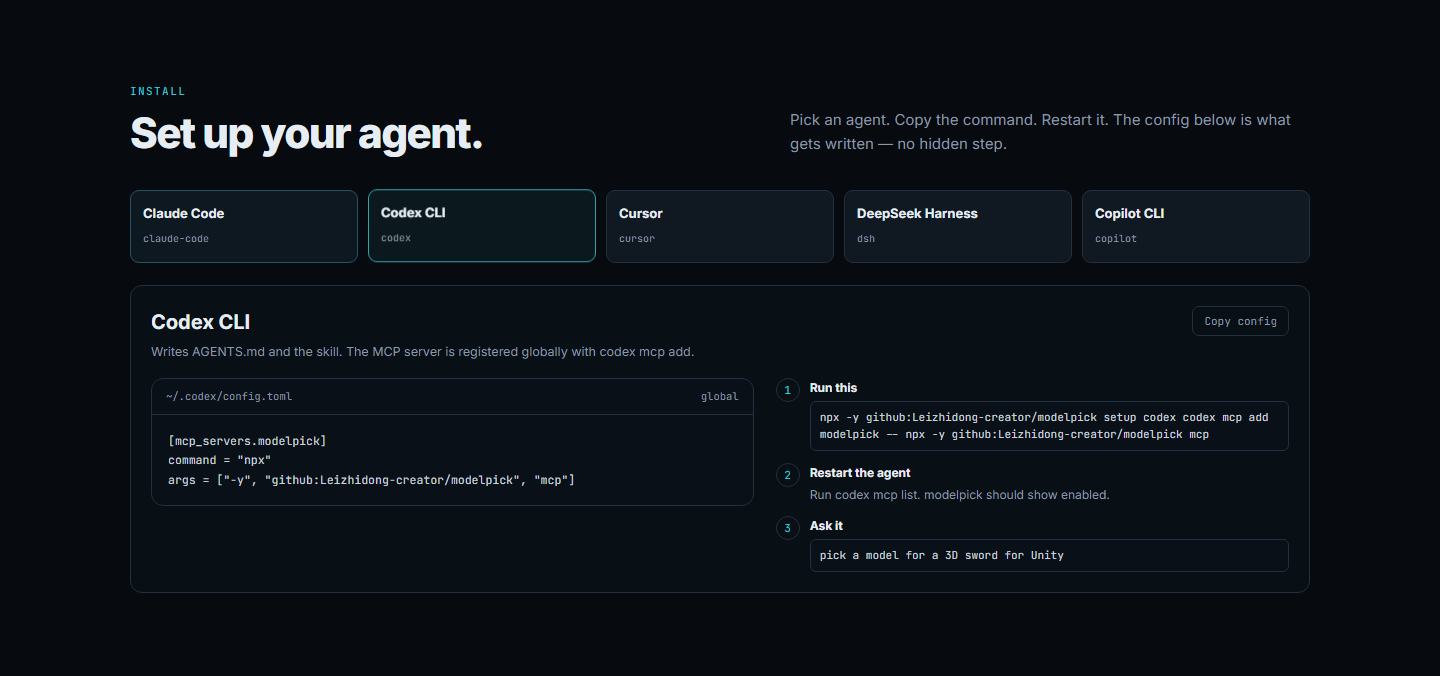 INSTALL
Set up your agent.
Pick an agent. Copy the command. Restart it. The config below is what
gets written — no hidden step.
Claude Code
claude-code
Codex CLI
codex
Cursor
cursor
DeepSeek Harness
dsh
Copilot CLI
copilot
Codex CLI
Copy config
Writes AGENTS.md and the skill. The MCP server is registered globally with codex mcp add.
~/.codex/config.toml
global
[mcp_servers.modelpick]
command = "npx"
args = ["-y", "github:Leizhidong-creator/modelpick", "mcp"]
1
Run this
npx -y github:Leizhidong-creator/modelpick setup codex codex mcp add
modelpick -- npx -y github:Leizhidong-creator/modelpick mcp
2
Restart the agent
Run codex mcp list. modelpick should show enabled.
3
Ask it
pick a model for a 3D sword for Unity